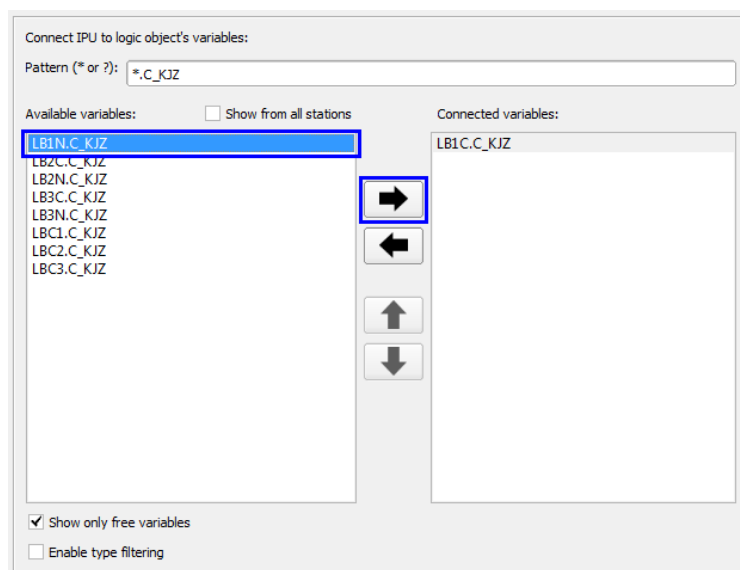 Connect IPU to logic object's variables:
Pattern (* or ?): *.C_KJZ
Available variables: Show from all stations Connected variables:
LB1N.C_KJZ
LB2C.C_KJZ
LB2N.C_KJZ
LB3C.C_KJZ
LB3N.C_KJZ
LBC1.C_KJZ
LBC2.C_KJZ
LBC3.C_KJZ
LB1C.C_KJZ
Show only free variables
Enable type filtering